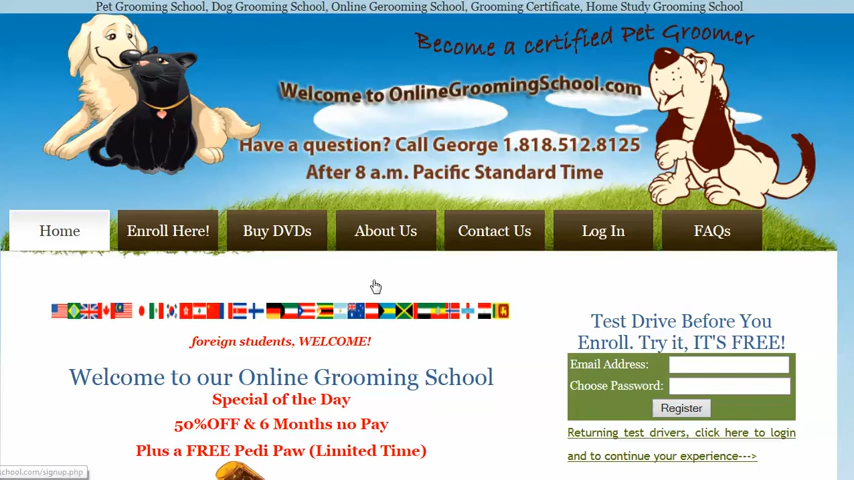 Pet Grooming School, Dog Grooming School, Online Gerooming School, Grooming Certificate, Home Study Grooming School
Become a certified Pet Groomer
Welcome to OnlineGroomingSchool.com
Have a question? Call George 1.818.512.8125
After 8 a.m. Pacific Standard Time
Home
Enroll Here!
Buy DVDs
About Us
Contact Us
Log In
FAQs
foreign students, WELCOME!
Welcome to our Online Grooming School
Special of the Day
50%OFF & 6 Months no Pay
Plus a FREE Pedi Paw (Limited Time)
Test Drive Before You
Enroll. Try it, IT'S FREE!
Email Address:
Choose Password:
Register
Returning test drivers, click here to login
and to continue your experience--->
school.com/signup.php